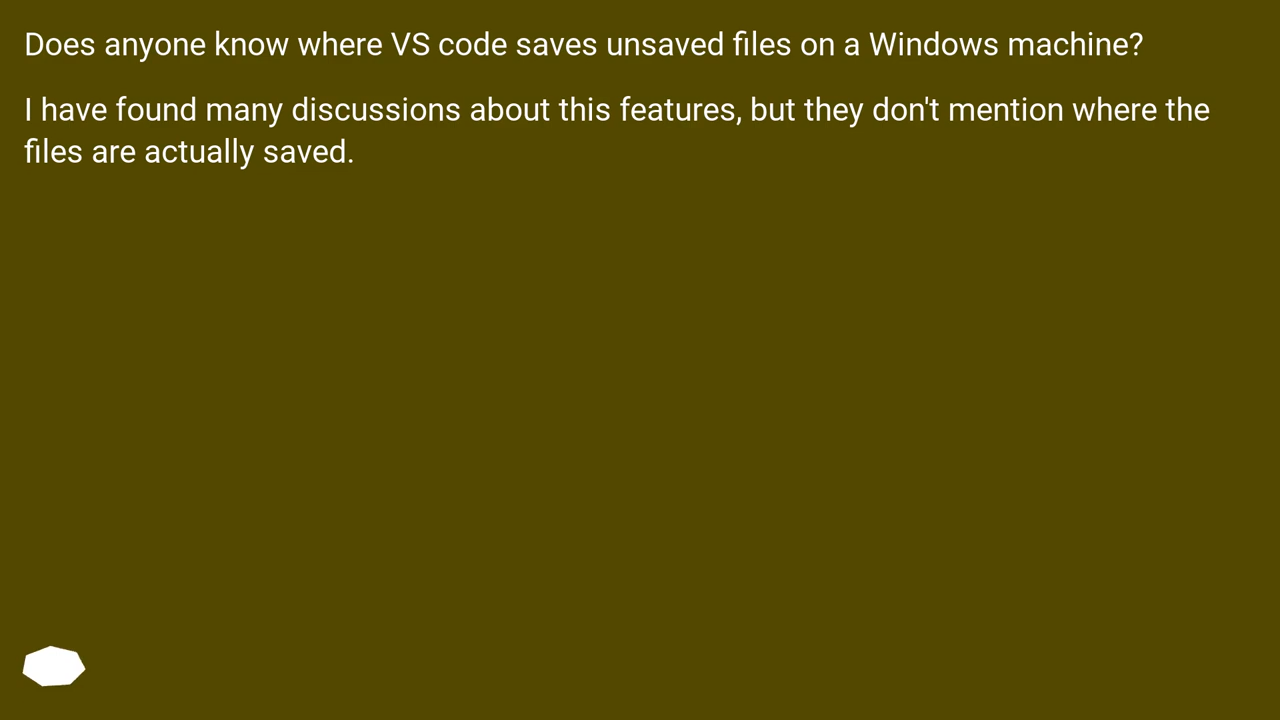 Does anyone know where VS code saves unsaved files on a Windows machine?
I have found many discussions about this features, but they don't mention where the
files are actually saved.